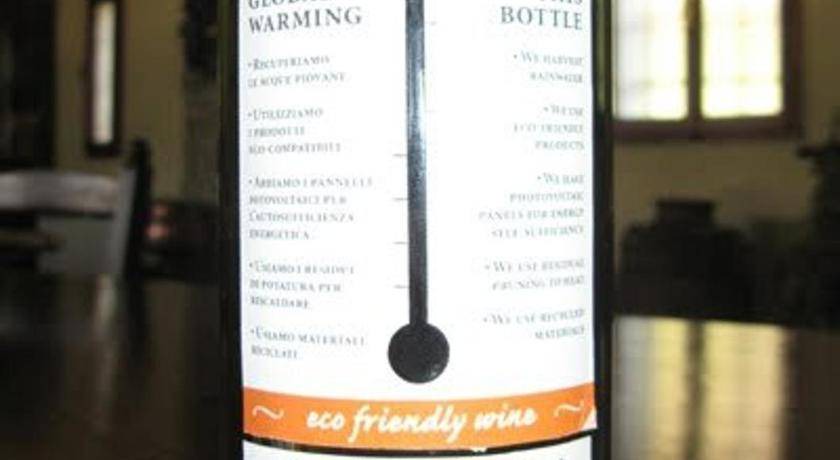 WARMING
• RECUPERIAMO
LE ACQUE PIOVANE
• UTILIZZIAMO
I PRODOTTI
ECO COMPATIBILI
• ABBIAMO I PANNELLI
FOTOVOLTAICI PER
L'AUTOSUFFICIENZA
ENERGETICA
• USIAMO I RESIDUI
DI POTATURA PER
RISCALDARE
• USIAMO MATERIALI
RICICLATI
BOTTLE
• WE HARVEST
RAINWATER
• WE USE
ECO FRIENDLY
PRODUCTS
• WE HAVE
PHOTOVOLTAIC
PANELS FOR ENERGY
SELF SUFFICIENCY
• WE USE RESIDUAL
PRUNING TO HEAT
• WE USE RECYCLED
MATERIALS
~ eco friendly wine ~